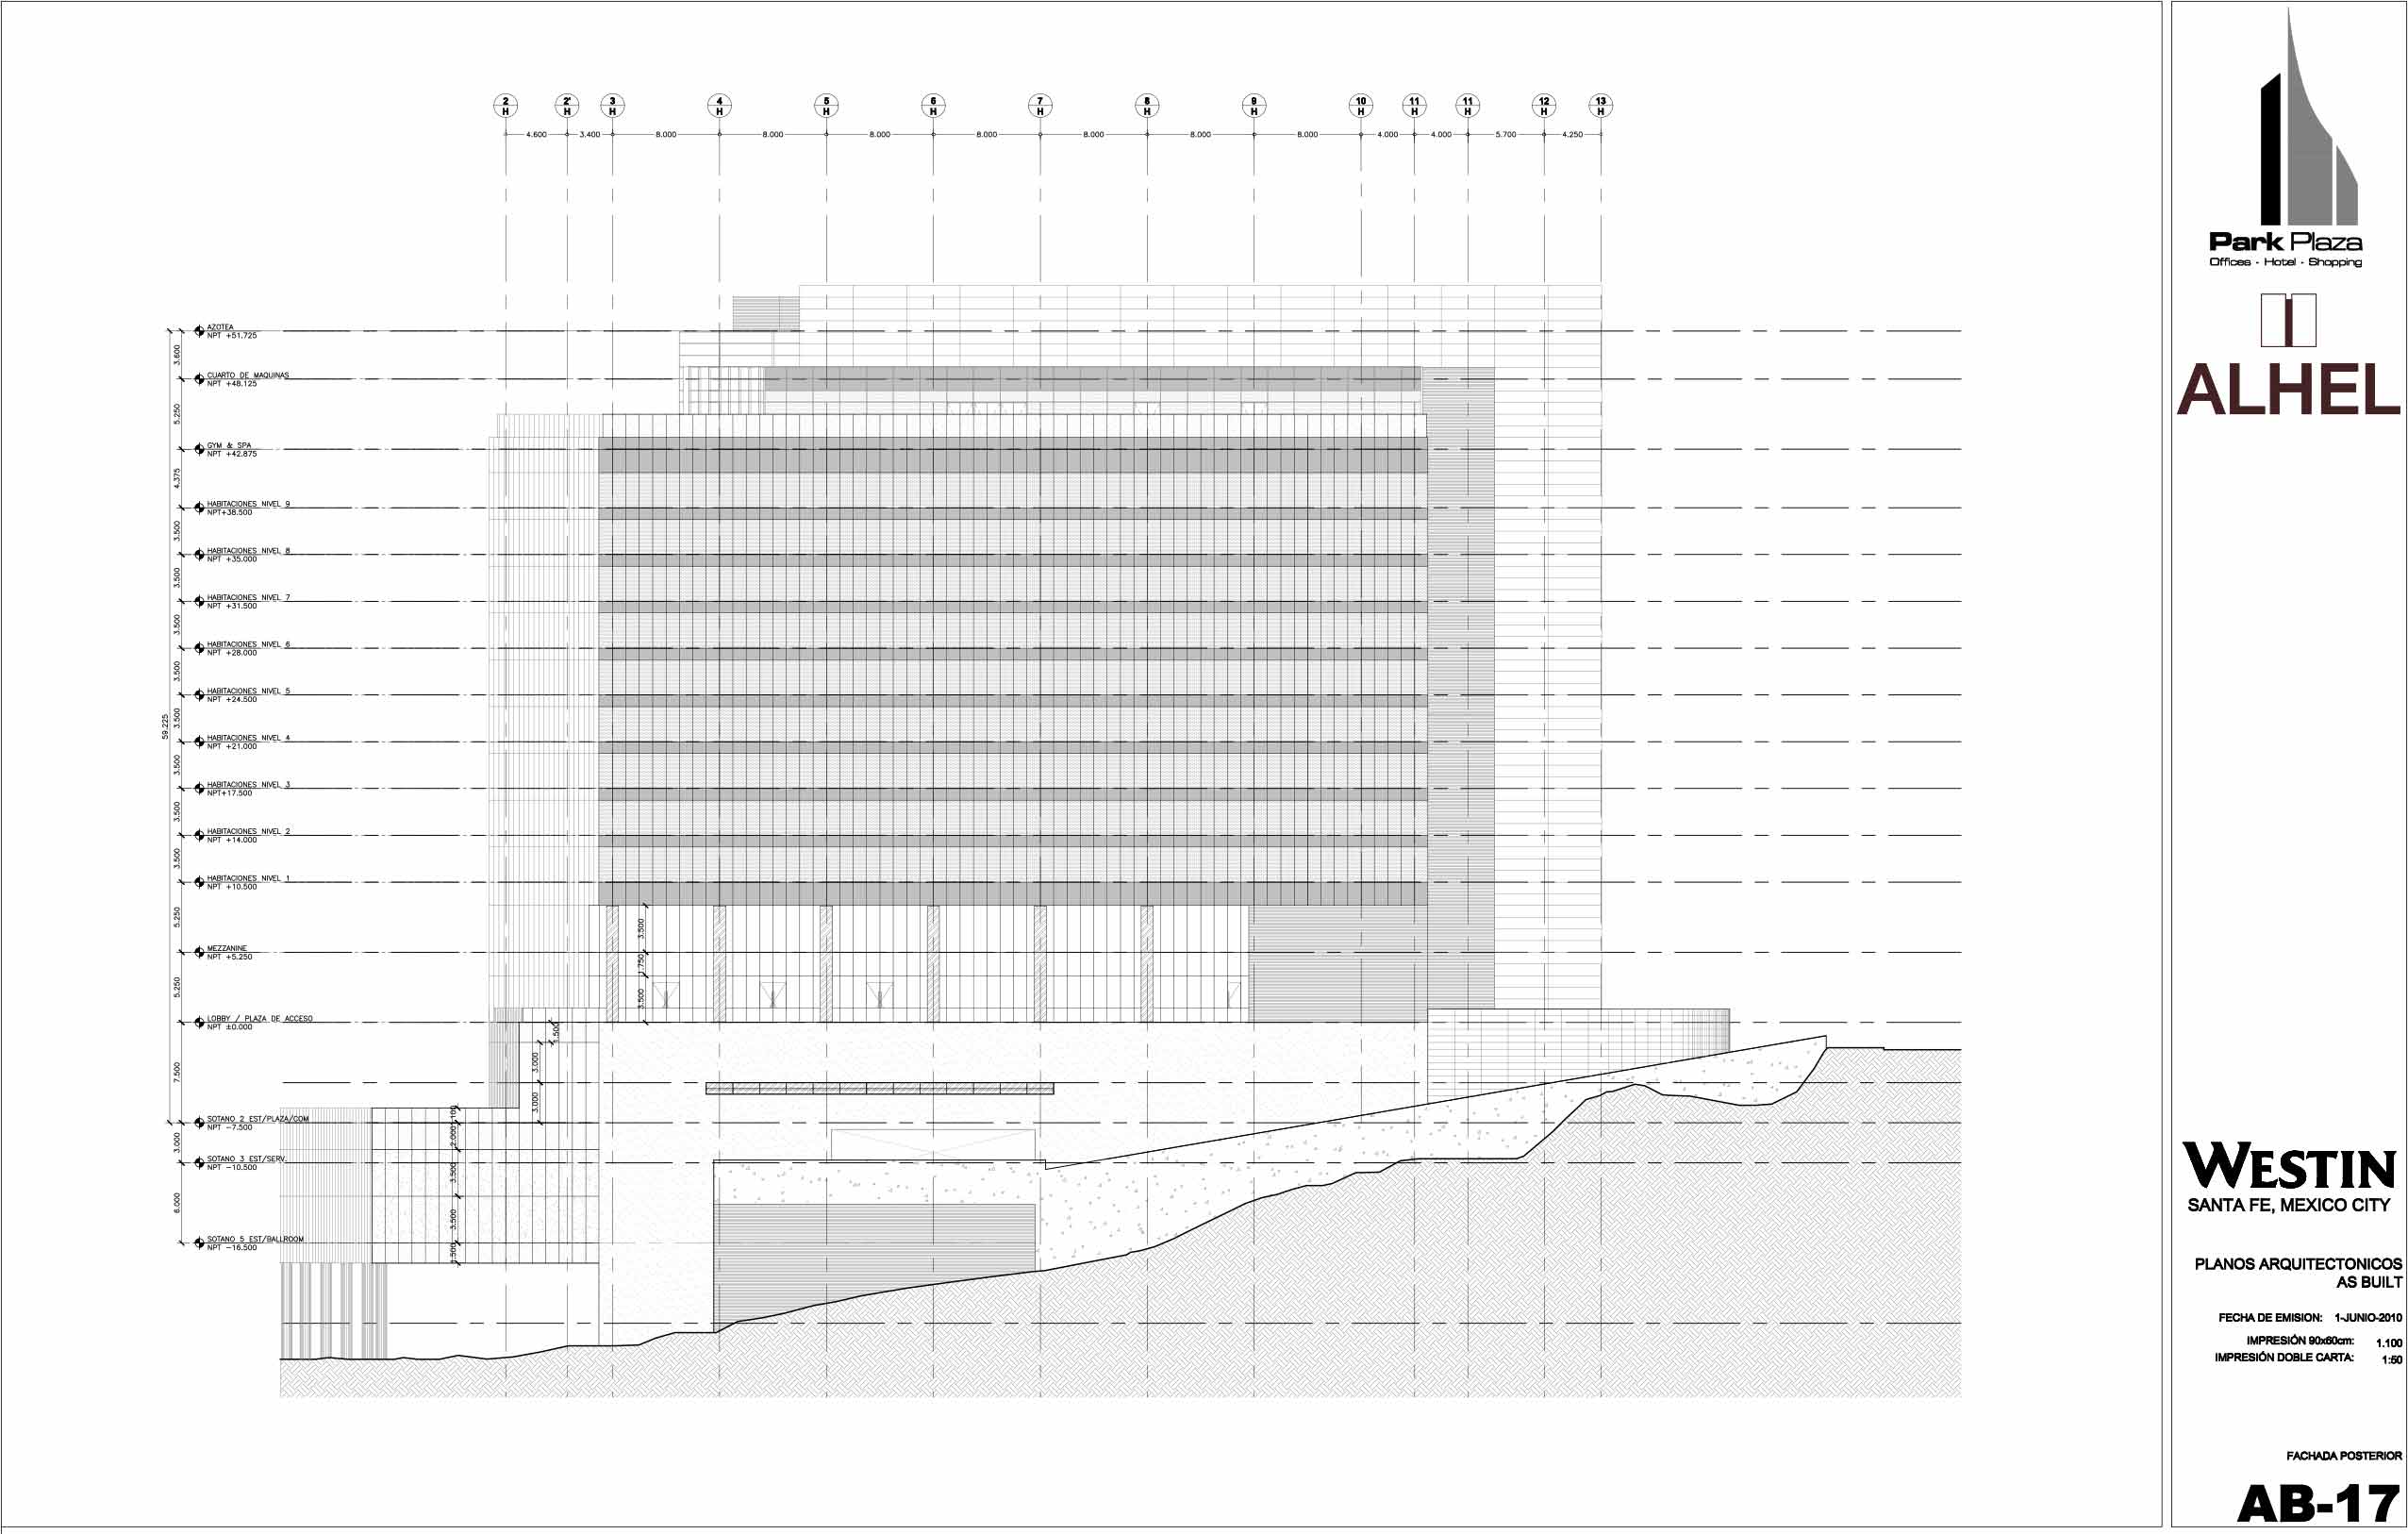 2 2' 3 4 5 6 7 8 9 10 11 11 12 13
H H H H H H H H H H H H H H
4.600 3.400 8.000 8.000 8.000 8.000 8.000 8.000 8.000 4.000 4.000 5.700 4.250
AZOTEA
NPT +51.725
3.600
CUARTO DE MAQUINAS
NPT +48.125
5.250
GYM & SPA
NPT +42.875
4.375
HABITACIONES NIVEL 9
NPT+38.500
3.500
HABITACIONES NIVEL 8
NPT +35.000
3.500
HABITACIONES NIVEL 7
NPT +31.500
3.500
HABITACIONES NIVEL 6
NPT +28.000
3.500
HABITACIONES NIVEL 5
NPT +24.500
59.225
3.500
HABITACIONES NIVEL 4
NPT +21.000
3.500
HABITACIONES NIVEL 3
NPT+17.500
3.500
HABITACIONES NIVEL 2
NPT +14.000
3.500
HABITACIONES NIVEL 1
NPT +10.500
5.250
MEZZANINE
NPT +5.250
5.250
LOBBY / PLAZA DE ACCESO
NPT ±0.000
7.500
SOTANO 2 EST/PLAZA/COM
NPT -7.500
3.000
SOTANO 3 EST/SERV.
NPT -10.500
6.000
SOTANO 5 EST/BALLROOM
NPT -16.500
3.500
1.750
3.500
1.500
3.000
3.000
2.000
3.500
3.500
1.500
Park Plaza
Offices - Hotel - Shopping
ALHEL
WESTIN
SANTA FE, MEXICO CITY
PLANOS ARQUITECTONICOS
AS BUILT
FECHA DE EMISION: 1-JUNIO-2010
IMPRESIÓN 90x60cm: 1.100
IMPRESIÓN DOBLE CARTA: 1:50
FACHADA POSTERIOR
AB-17